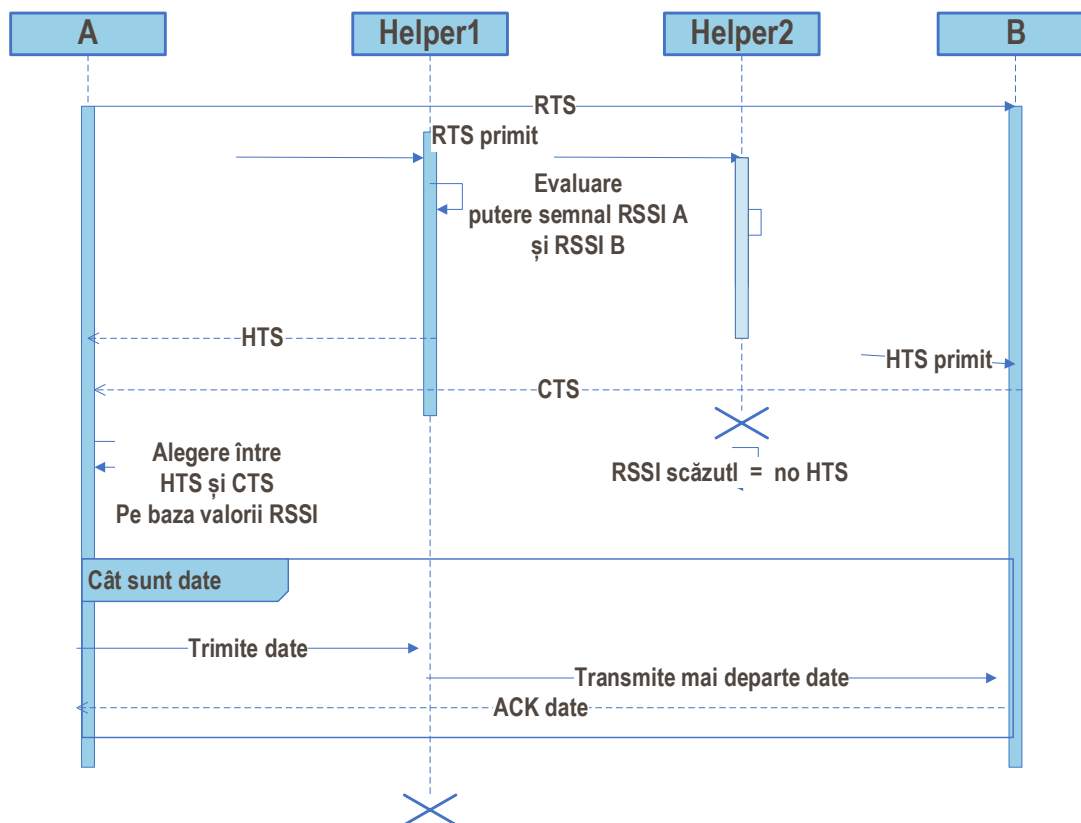 A
Helper1
Helper2
B
RTS
RTS primit
Evaluare
putere semnal RSSI A
și RSSI B
HTS
HTS primit
CTS
Alegere între
HTS și CTS
Pe baza valorii RSSI
RSSI scăzutl = no HTS
Cât sunt date
Trimite date
Transmite mai departe date
ACK date